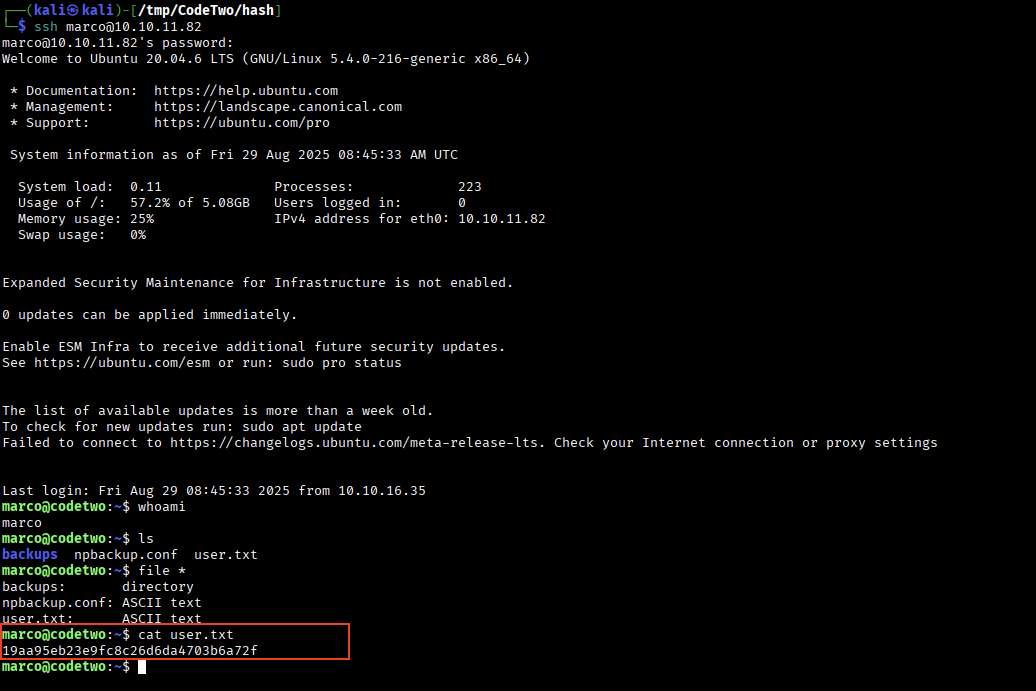 ┌──(kali㉿kali)-[/tmp/CodeTwo/hash]
└─$ ssh marco@10.10.11.82
marco@10.10.11.82's password:
Welcome to Ubuntu 20.04.6 LTS (GNU/Linux 5.4.0-216-generic x86_64)
* Documentation:  https://help.ubuntu.com
* Management:     https://landscape.canonical.com
* Support:        https://ubuntu.com/pro
System information as of Fri 29 Aug 2025 08:45:33 AM UTC
System load:  0.11               Processes:             223
Usage of /:   57.2% of 5.08GB   Users logged in:       0
Memory usage: 25%               IPv4 address for eth0: 10.10.11.82
Swap usage:   0%
Expanded Security Maintenance for Infrastructure is not enabled.
0 updates can be applied immediately.
Enable ESM Infra to receive additional future security updates.
See https://ubuntu.com/esm or run: sudo pro status
The list of available updates is more than a week old.
To check for new updates run: sudo apt update
Failed to connect to https://changelogs.ubuntu.com/meta-release-lts. Check your Internet connection or proxy settings
Last login: Fri Aug 29 08:45:33 2025 from 10.10.16.35
marco@codetwo:~$ whoami
marco
marco@codetwo:~$ ls
backups  npbackup.conf  user.txt
marco@codetwo:~$ file *
backups:       directory
npbackup.conf: ASCII text
user.txt:      ASCII text
marco@codetwo:~$ cat user.txt
19aa95eb23e9fc8c26d6da4703b6a72f
marco@codetwo:~$